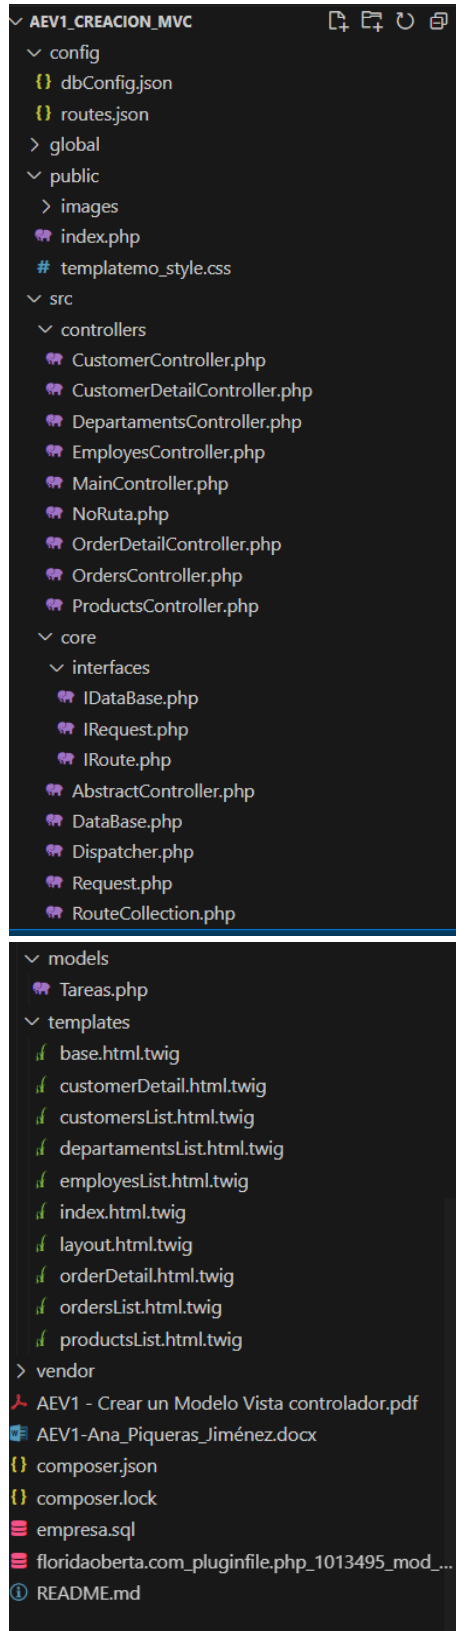 AEV1_CREACION_MVC
config
{} dbConfig.json
{} routes.json
global
public
images
index.php
# templatemo_style.css
src
controllers
CustomerController.php
CustomerDetailController.php
DepartamentsController.php
EmployesController.php
MainController.php
NoRuta.php
OrderDetailController.php
OrdersController.php
ProductsController.php
core
interfaces
IDataBase.php
IRequest.php
IRoute.php
AbstractController.php
DataBase.php
Dispatcher.php
Request.php
RouteCollection.php
models
Tareas.php
templates
base.html.twig
customerDetail.html.twig
customersList.html.twig
departamentsList.html.twig
employesList.html.twig
index.html.twig
layout.html.twig
orderDetail.html.twig
ordersList.html.twig
productsList.html.twig
vendor
AEV1 - Crear un Modelo Vista controlador.pdf
AEV1-Ana_Piqueras_Jiménez.docx
{} composer.json
{} composer.lock
empresa.sql
floridaoberta.com_pluginfile.php_1013495_mod_...
README.md